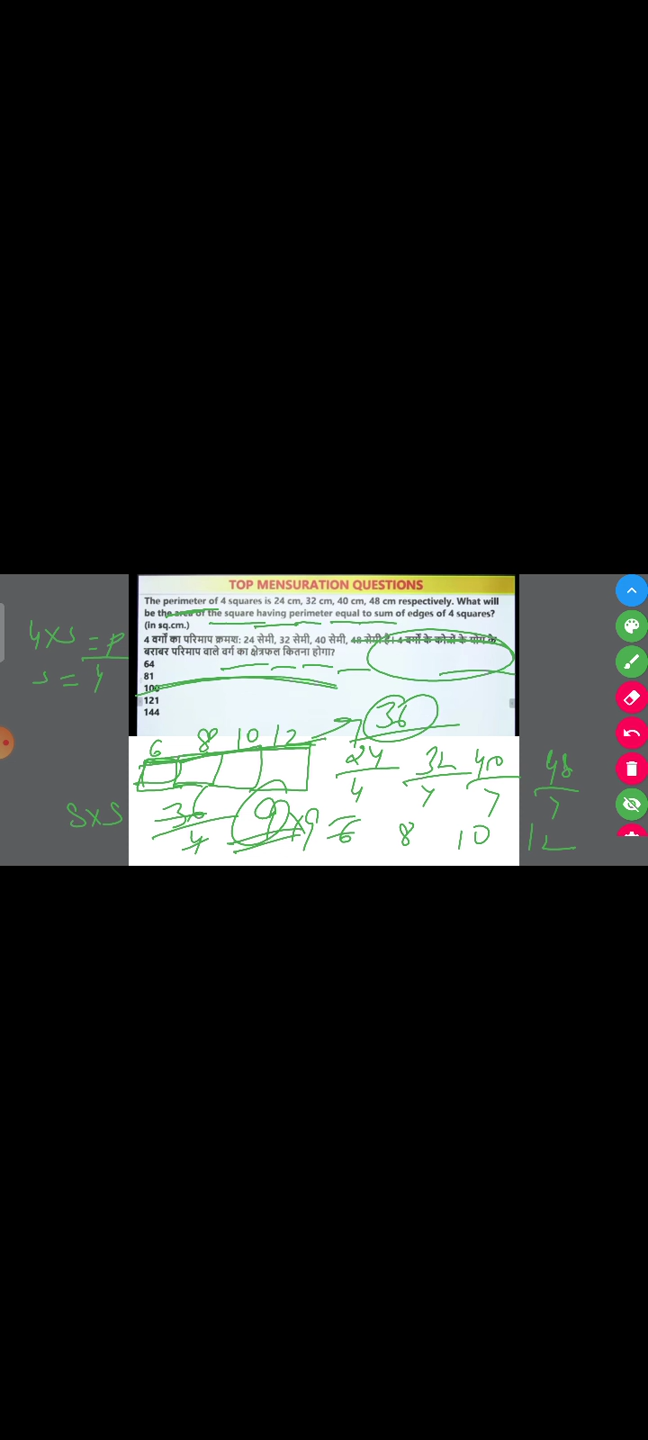 TOP MENSURATION QUESTIONS
The perimeter of 4 squares is 24 cm, 32 cm, 40 cm, 48 cm respectively. What will
be the area of the square having perimeter equal to sum of edges of 4 squares?
(in sq.cm.)
4 वर्गों का परिमाप क्रमश: 24 सेमी, 32 सेमी, 40 सेमी, 48 सेमी है। 4 वर्गों के कोनों के योग के
बराबर परिमाप वाले वर्ग का क्षेत्रफल कितना होगा?
64
81
100
121
144
4×S = P
S = 4
36
6 8 10 12
24 32 40 48
4 4
S×S
36 9 ×9 = 6 8 10 12
4